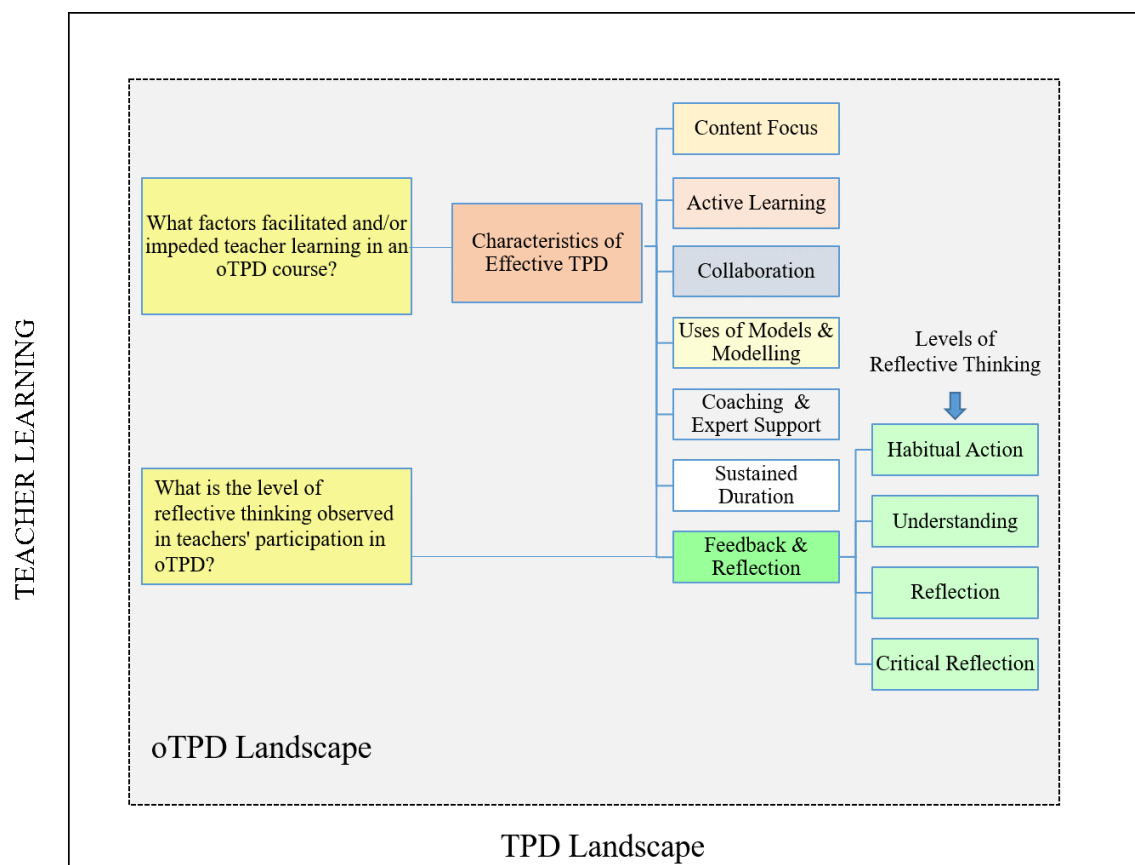 TEACHER LEARNING
What factors facilitated and/or
impeded teacher learning in an
oTPD course?
Characteristics of
Effective TPD
Content Focus
Active Learning
Collaboration
Uses of Models &
Modelling
Coaching & 
Expert Support
Sustained
Duration
Feedback &
Reflection
What is the level of
reflective thinking observed
in teachers' participation in
oTPD?
Levels of
Reflective Thinking
Habitual Action
Understanding
Reflection
Critical Reflection
oTPD Landscape
TPD Landscape